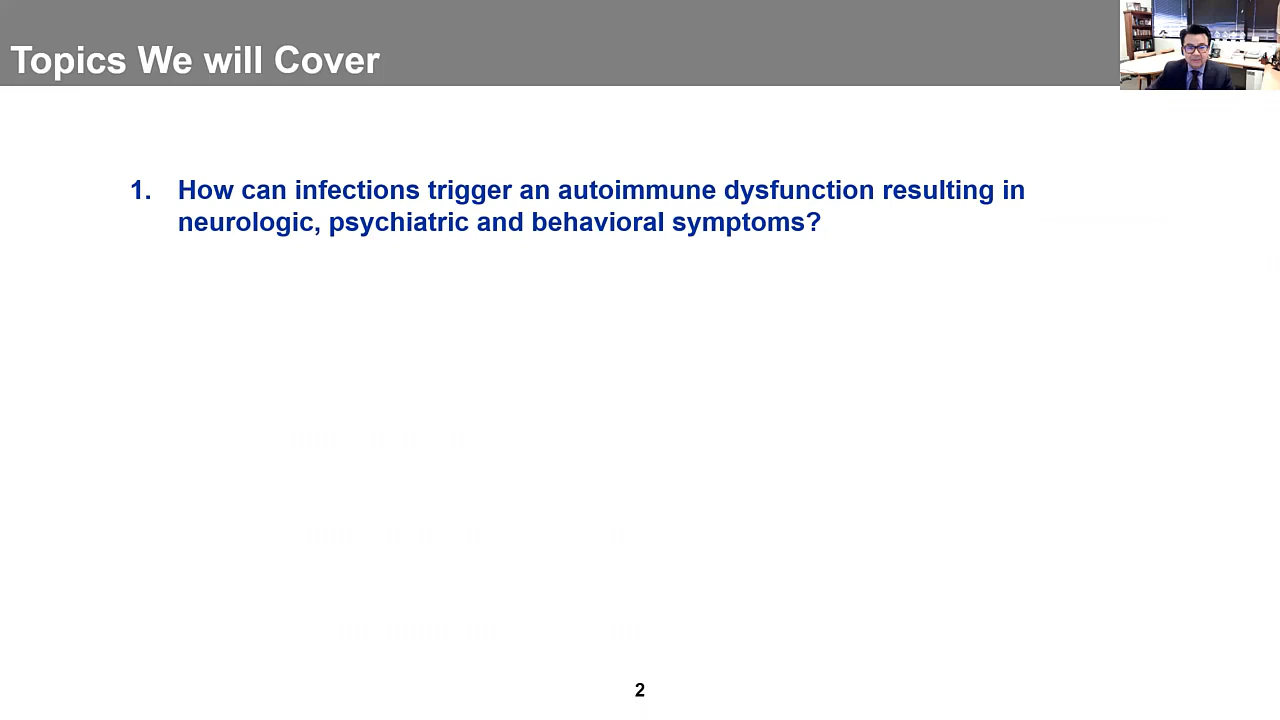 Topics We will Cover
1. How can infections trigger an autoimmune dysfunction resulting in
neurologic, psychiatric and behavioral symptoms?
2